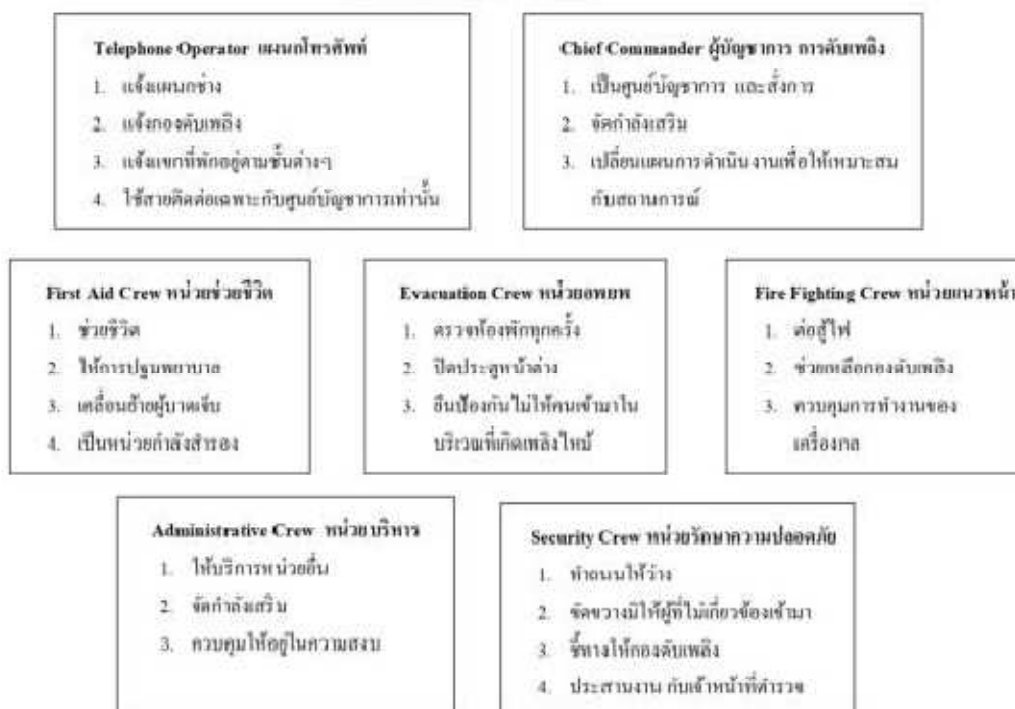 Telephone Operator แผนกโทรศัพท์
1. แจ้งแผนกช่าง
2. แจ้งกองดับเพลิง
3. แจ้งแขกที่พักอยู่ตามชั้นต่างๆ
4. ใช้สายติดต่อเฉพาะกับศูนย์บัญชาการเท่านั้น
Chief Commander ผู้บัญชาการ การดับเพลิง
1. เป็นศูนย์บัญชาการ และสั่งการ
2. จัดกำลังเสริม
3. เปลี่ยนแผนการ ดำเนิน งานเพื่อให้เหมาะสม
กับสถานการณ์
First Aid Crew หน่วยช่วยชีวิต
1. ช่วยชีวิต
2. ให้การปฐมพยาบาล
3. เคลื่อนย้ายผู้บาดเจ็บ
4. เป็นหน่วยกำลังสำรอง
Evacuation Crew หน่วยอพยพ
1. ตรวจห้องพักทุกครั้ง
2. ปิดประตูหน้าต่าง
3. ยืนป้องกันไม่ให้คนเข้ามาใน
บริเวณที่เกิดเพลิงไหม้
Fire Fighting Crew หน่วยแนวหน้า
1. ต่อสู้ไฟ
2. ช่วยเหลือกองดับเพลิง
3. ควบคุมการทำงานของ
เครื่องกล
Administrative Crew หน่วยบริหาร
1. ให้บริการหน่วยอื่น
2. จัดกำลังเสริม
3. ควบคุมให้อยู่ในความสงบ
Security Crew หน่วยรักษาความปลอดภัย
1. ทำถนนให้ว่าง
2. ขัดขวางมิให้ผู้ที่ไม่เกี่ยวข้องเข้ามา
3. ชี้ทางให้กองดับเพลิง
4. ประสานงาน กับเจ้าหน้าที่ตำรวจ